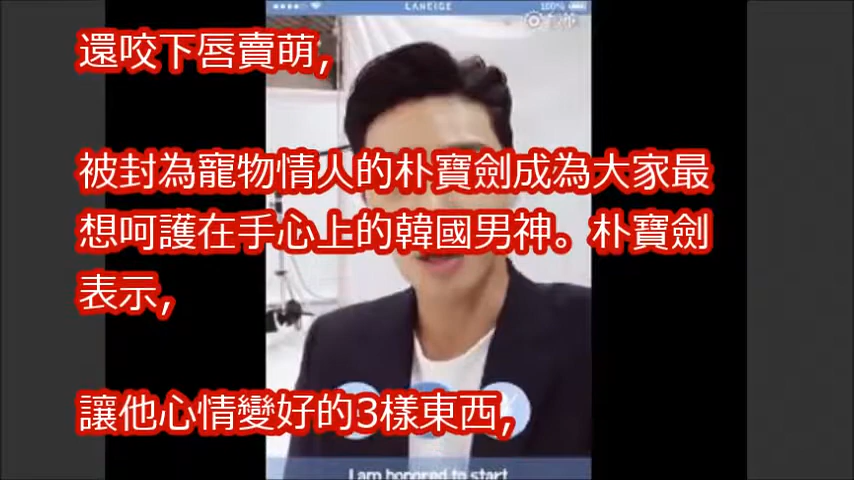 LANEIGE
100%
還咬下唇賣萌,
被封為寵物情人的朴寶劍成為大家最
想呵護在手心上的韓國男神。朴寶劍
表示,
讓他心情變好的3樣東西,
I am honored to start